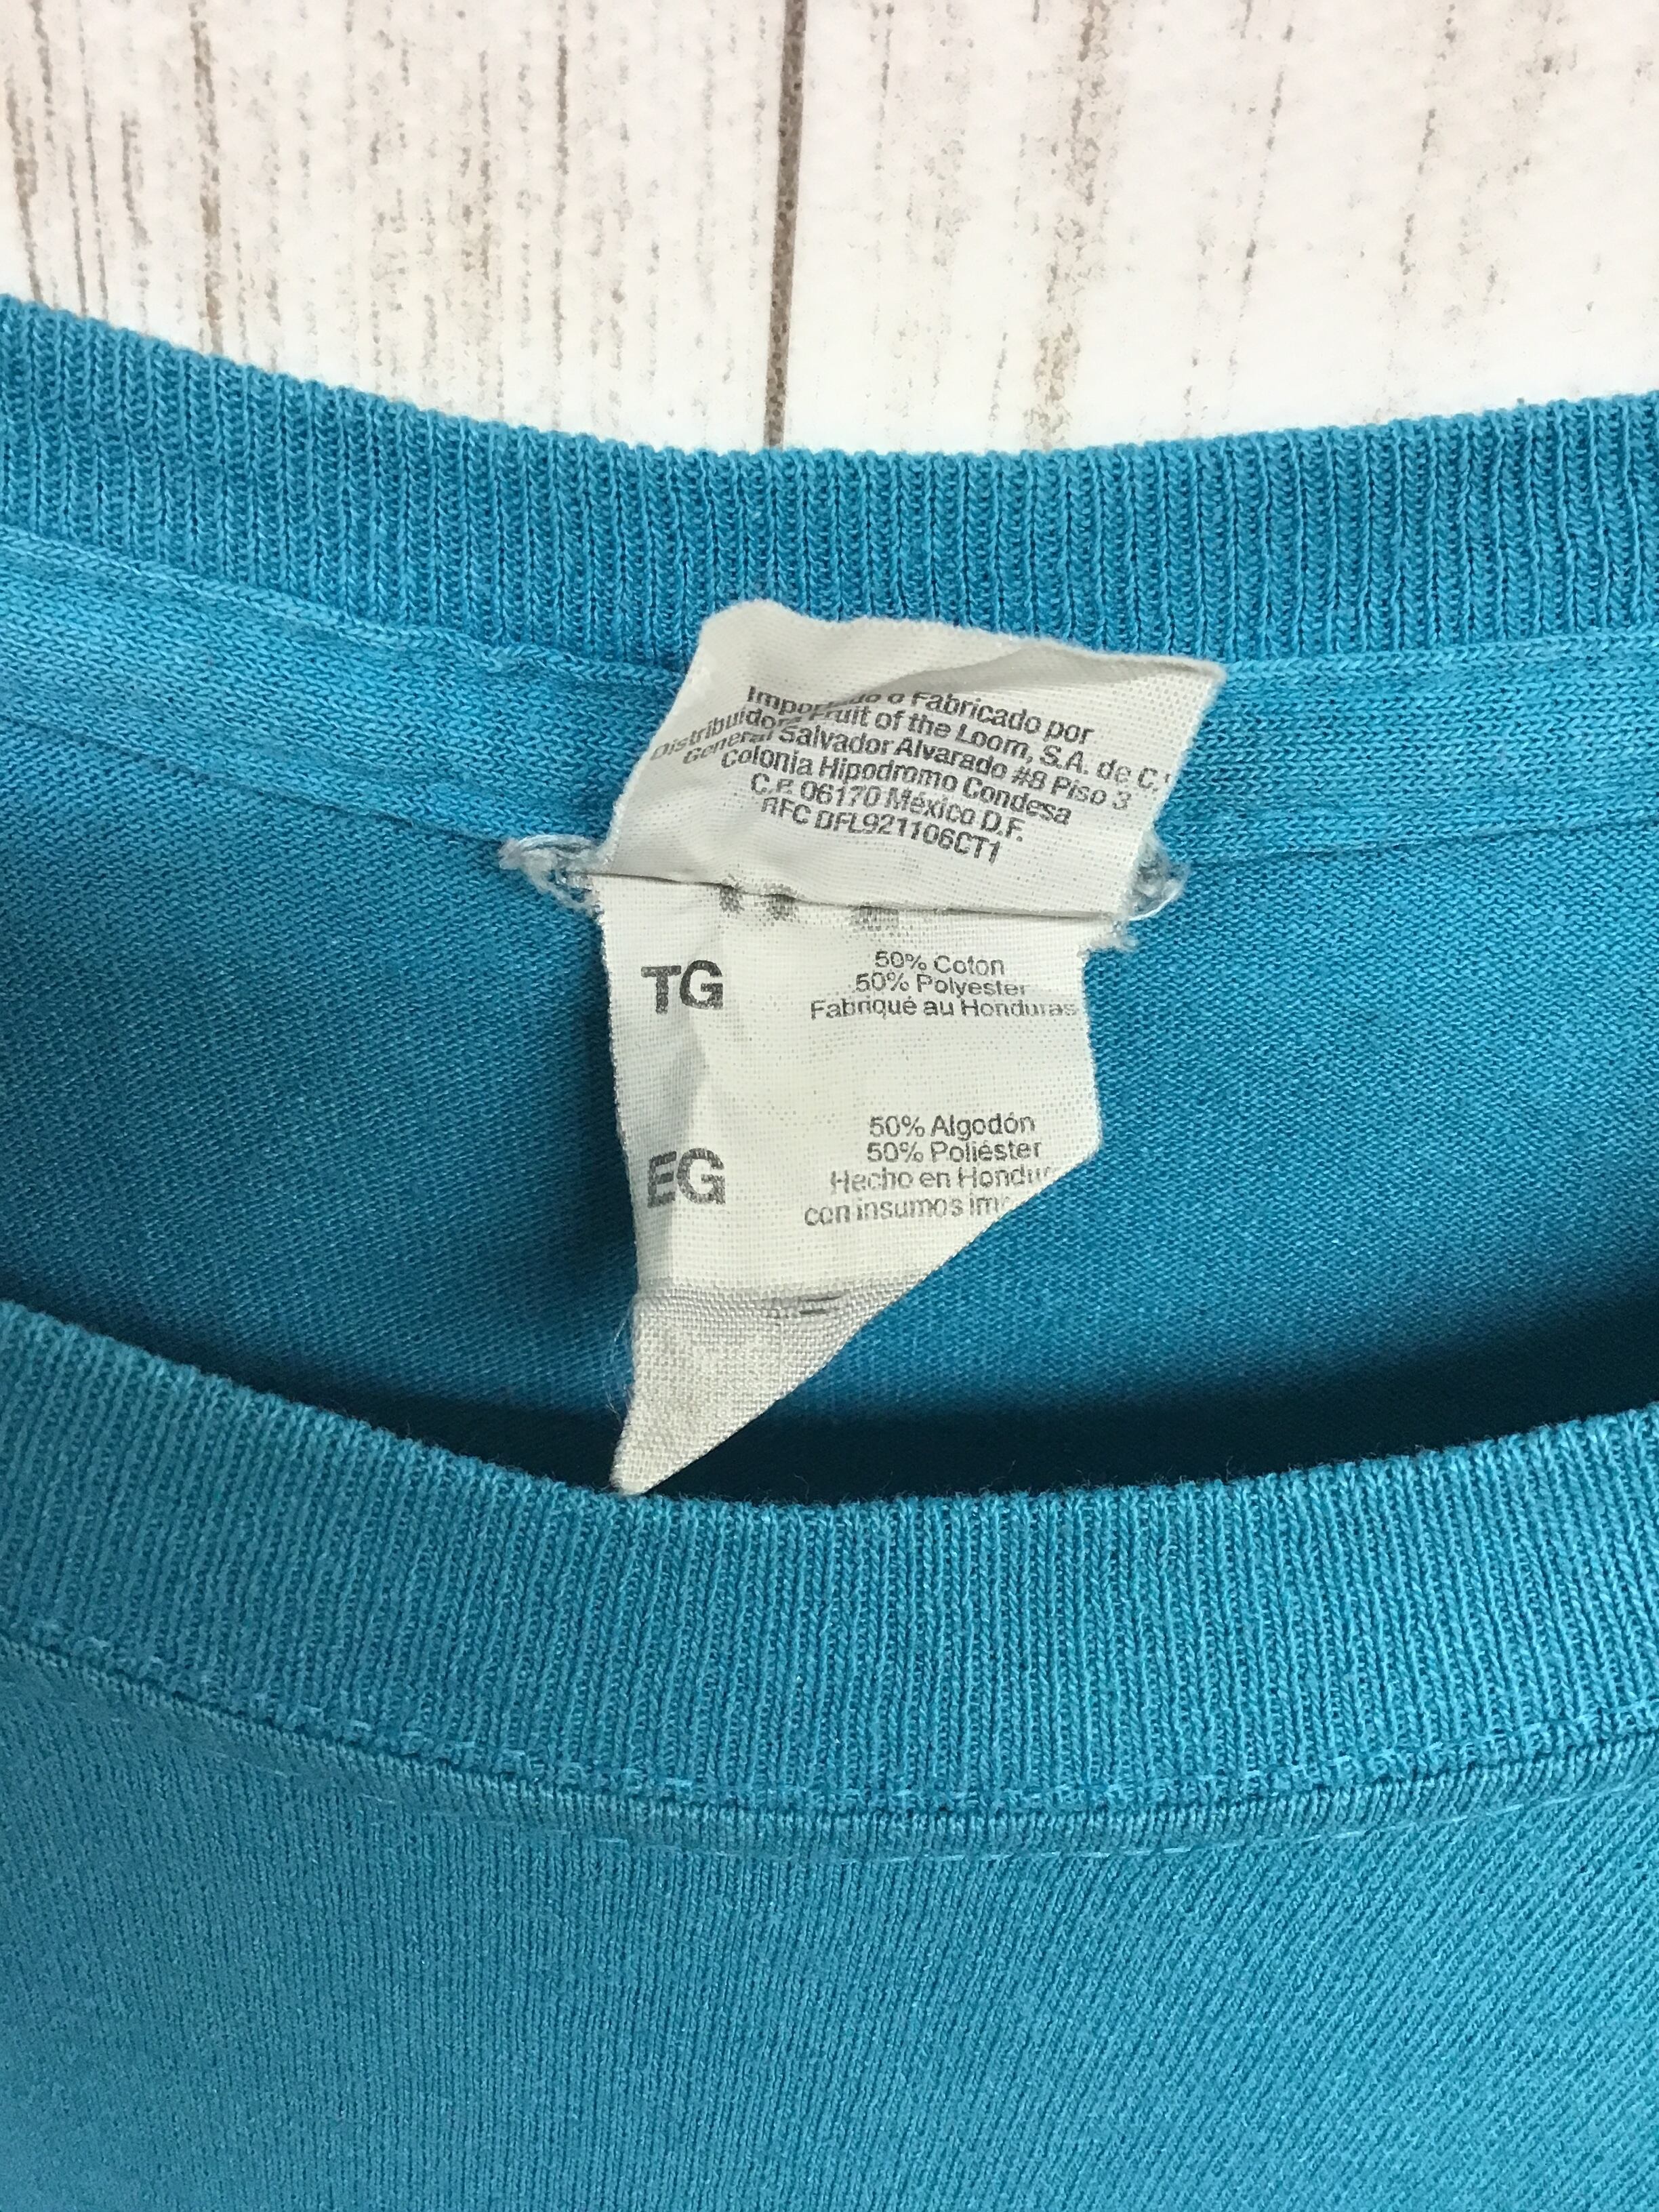 Importado o Fabricado por
Distribuidora Fruit of the Loom, S.A. de C.
General Salvador Alvarado #8 Piso 3
Colonia Hipodromo Condesa
C.P. 06170 México D.F.
RFC DFL921106CT1
TG
50% Coton
50% Polyester
Fabriqué au Honduras
EG
50% Algodón
50% Poliéster
Hecho en Hondu
con insumos im